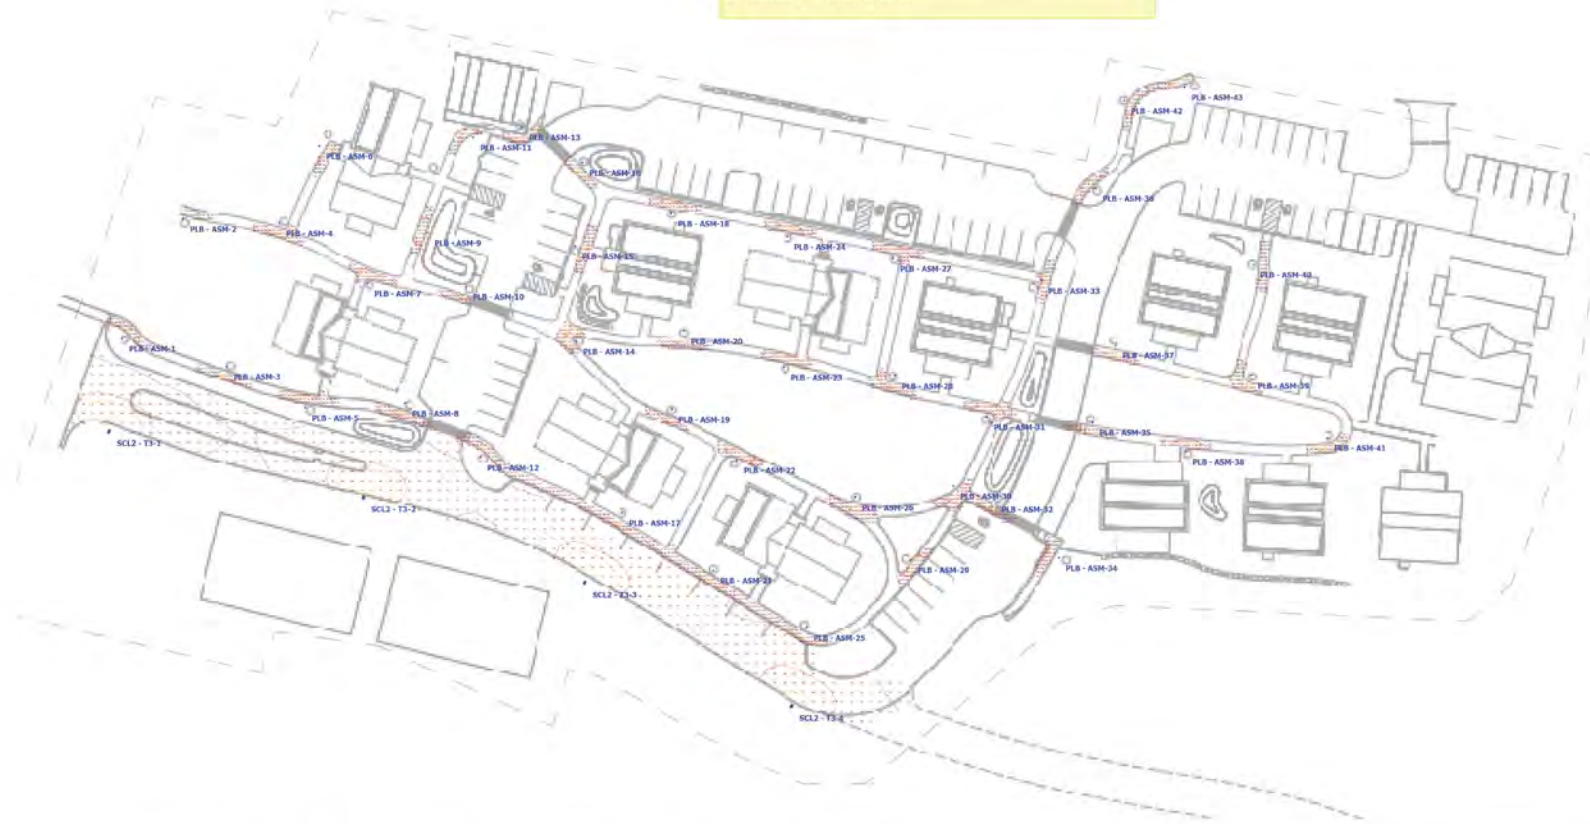 PLB - ASM-43
PLB - ASM-42
PLB - ASM-13
PLB - ASM-11
PLB - ASM-6
PLB - ASM-16
PLB - ASM-36
PLB - ASM-18
PLB - ASM-2
PLB - ASM-4
PLB - ASM-9
PLB - ASM-24
PLB - ASM-15
PLB - ASM-27
PLB - ASM-40
PLB - ASM-33
PLB - ASM-7
PLB - ASM-10
PLB - ASM-20
PLB - ASM-1
PLB - ASM-14
PLB - ASM-37
PLB - ASM-3
PLB - ASM-23
PLB - ASM-28
PLB - ASM-39
PLB - ASM-8
PLB - ASM-5
PLB - ASM-19
PLB - ASM-31
PLB - ASM-35
SCL2 - T3-1
PLB - ASM-41
PLB - ASM-38
PLB - ASM-12
PLB - ASM-22
PLB - ASM-30
SCL2 - T3-2
PLB - ASM-26
PLB - ASM-32
PLB - ASM-17
PLB - ASM-34
PLB - ASM-29
PLB - ASM-21
SCL2 - T3-3
PLB - ASM-25
SCL2 - T3-4